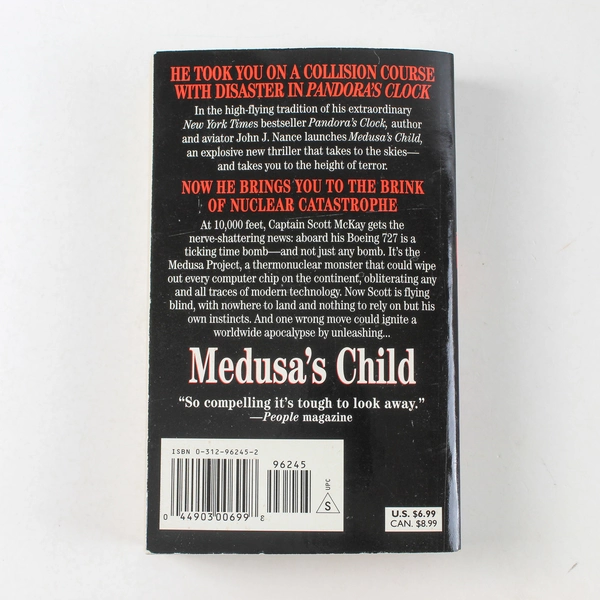 HE TOOK YOU ON A COLLISION COURSE
WITH DISASTER IN PANDORA'S CLOCK
In the high-flying tradition of his extraordinary
New York Times bestseller Pandora's Clock, author
and aviator John J. Nance launches Medusa's Child,
an explosive new thriller that takes to the skies—
and takes you to the height of terror.
NOW HE BRINGS YOU TO THE BRINK
OF NUCLEAR CATASTROPHE
At 10,000 feet, Captain Scott McKay gets the
nerve-shattering news: aboard his Boeing 727 is a
ticking time bomb—and not just any bomb. It's the
Medusa Project, a thermonuclear monster that could wipe
out every computer chip on the continent, obliterating any
and all traces of modern technology. Now Scott is flying
blind, with nowhere to land and nothing to rely on but his
own instincts. And one wrong move could ignite a
worldwide apocalypse by unleashing...
Medusa's Child
"So compelling it's tough to look away."
—People magazine
ISBN 0-312-96245-2
96245
0 44903 00699 8
UPC
S
U.S. $6.99
CAN. $8.99